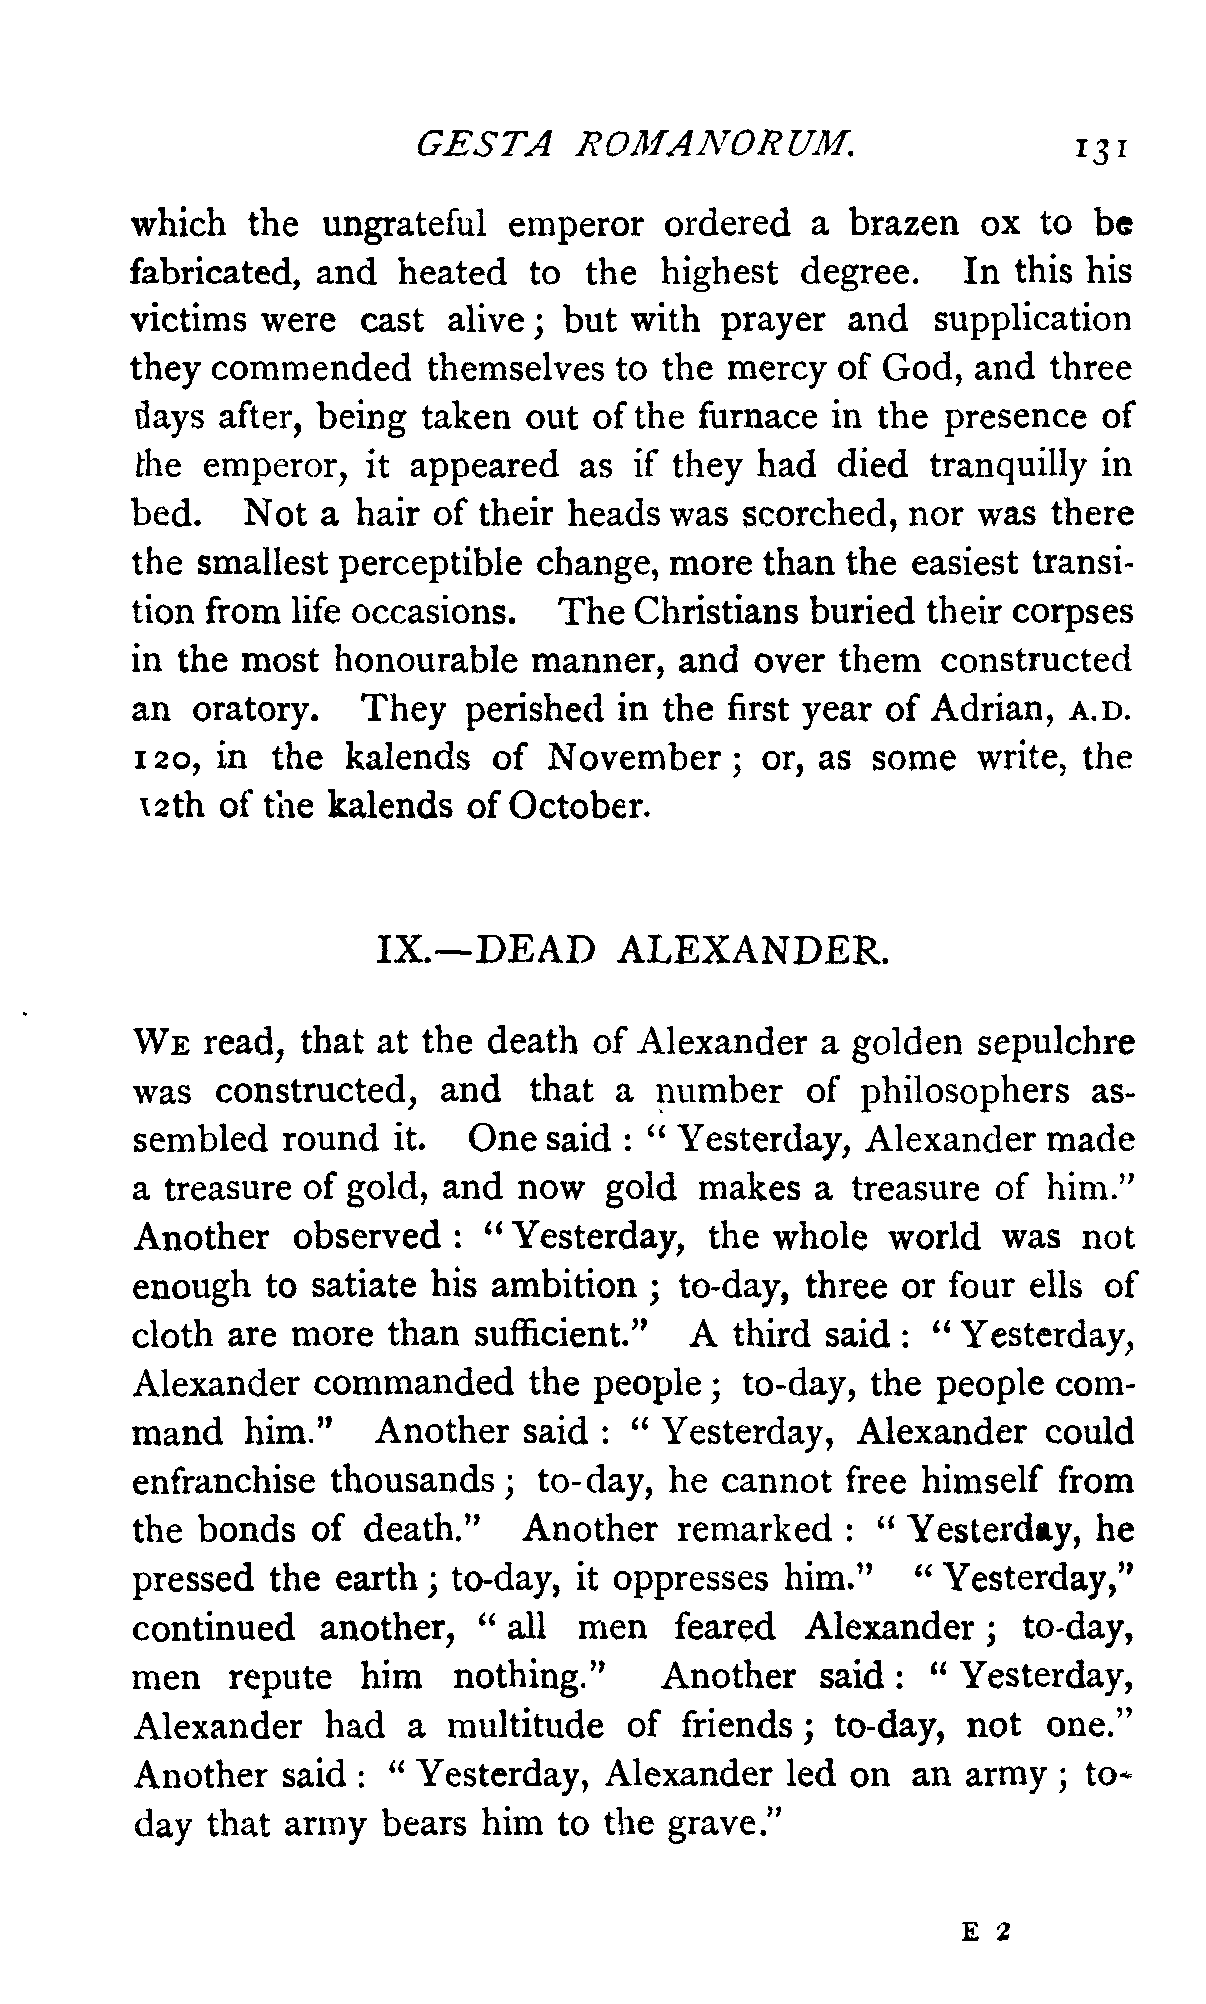 GESTA ROMANORUM. 131
which the ungrateful emperor ordered a brazen ox to be
fabricated, and heated to the highest degree. In this his
victims were cast alive; but with prayer and supplication
they commended themselves to the mercy of God, and three
days after, being taken out of the furnace in the presence of
the emperor, it appeared as if they had died tranquilly in
bed. Not a hair of their heads was scorched, nor was there
the smallest perceptible change, more than the easiest transi-
tion from life occasions. The Christians buried their corpses
in the most honourable manner, and over them constructed
an oratory. They perished in the first year of Adrian, A.D.
120, in the kalends of November; or, as some write, the
12th of the kalends of October.
IX.—DEAD ALEXANDER.
WE read, that at the death of Alexander a golden sepulchre
was constructed, and that a number of philosophers as-
sembled round it. One said: "Yesterday, Alexander made
a treasure of gold, and now gold makes a treasure of him."
Another observed: "Yesterday, the whole world was not
enough to satiate his ambition; to-day, three or four ells of
cloth are more than sufficient." A third said: "Yesterday,
Alexander commanded the people; to-day, the people com-
mand him." Another said: "Yesterday, Alexander could
enfranchise thousands; to-day, he cannot free himself from
the bonds of death." Another remarked: "Yesterday, he
pressed the earth; to-day, it oppresses him." "Yesterday,"
continued another, "all men feared Alexander; to-day,
men repute him nothing." Another said: "Yesterday,
Alexander had a multitude of friends; to-day, not one."
Another said: "Yesterday, Alexander led on an army; to-
day that army bears him to the grave."
E 2